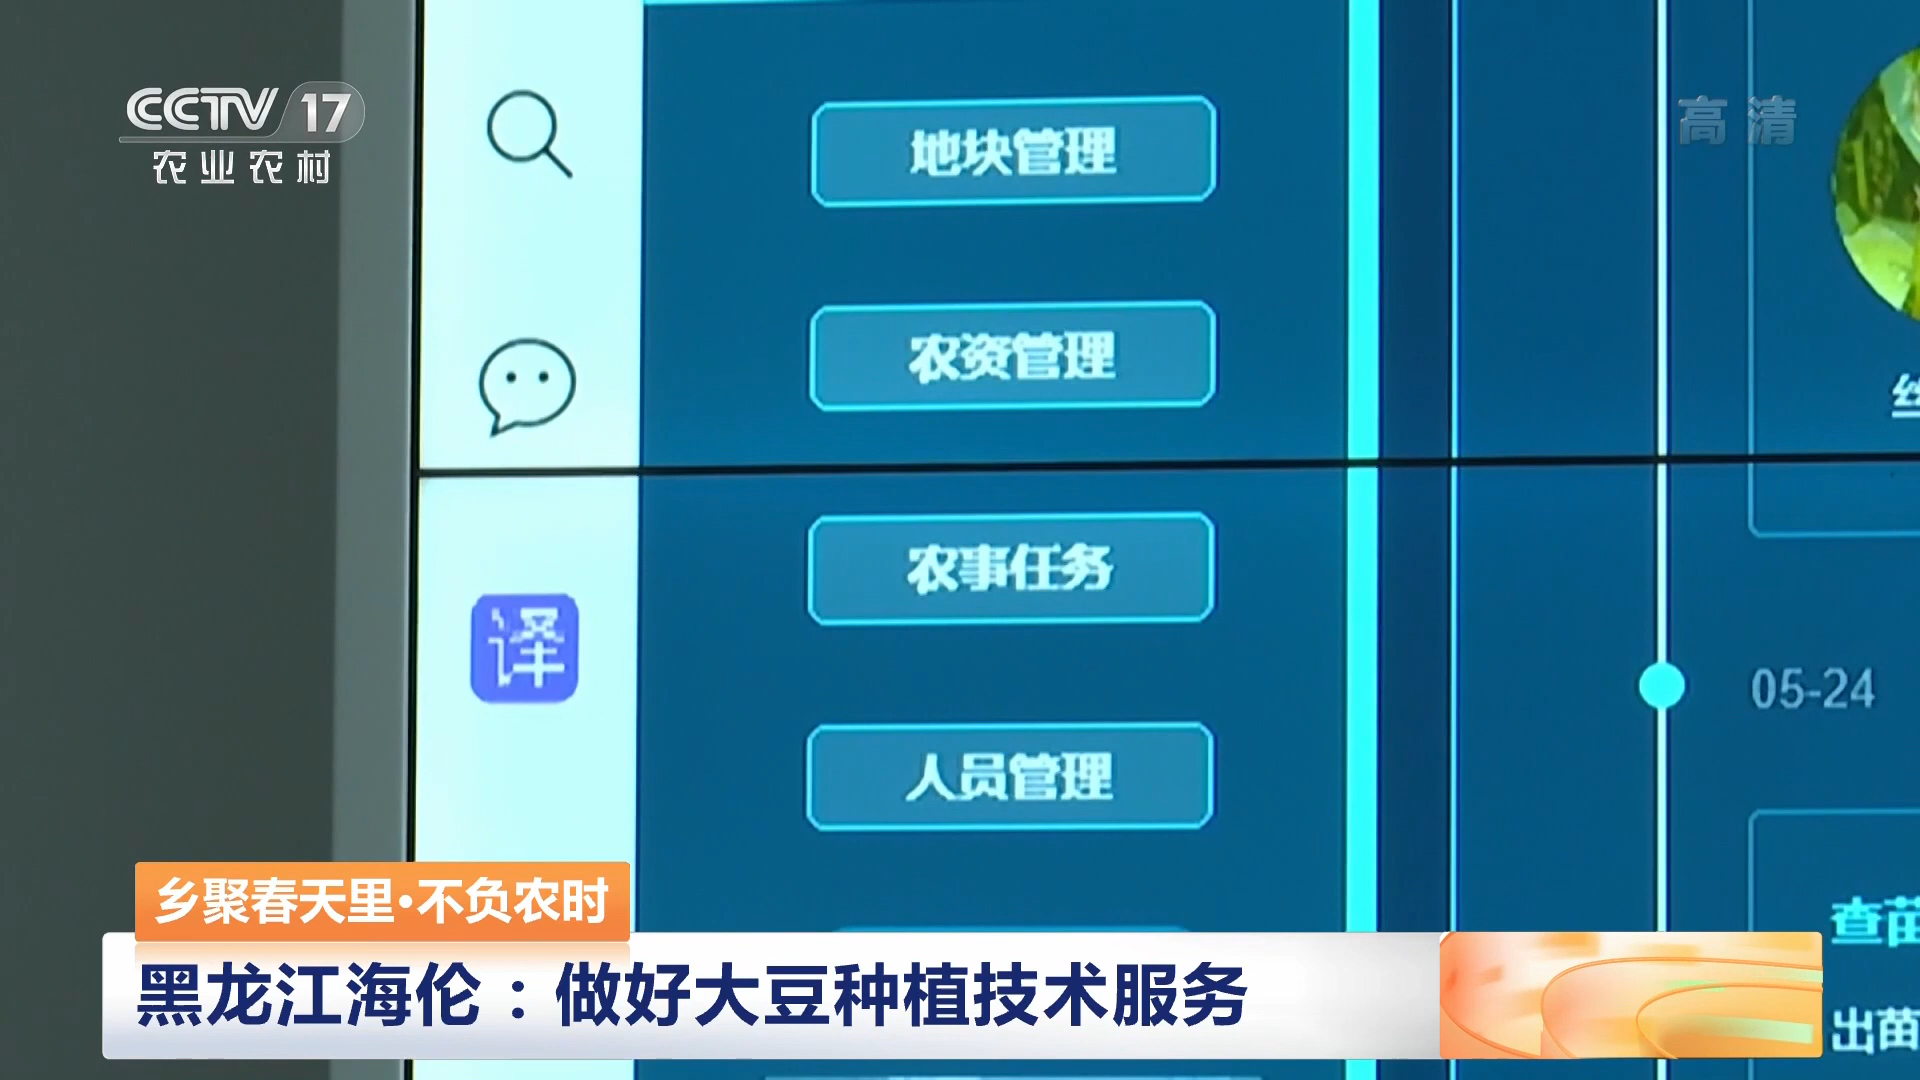 CCTV 17
农业农村
高清
地块管理
农资管理
农事任务
译
人员管理
05-24
查苗
出苗
乡聚春天里·不负农时
黑龙江海伦：做好大豆种植技术服务